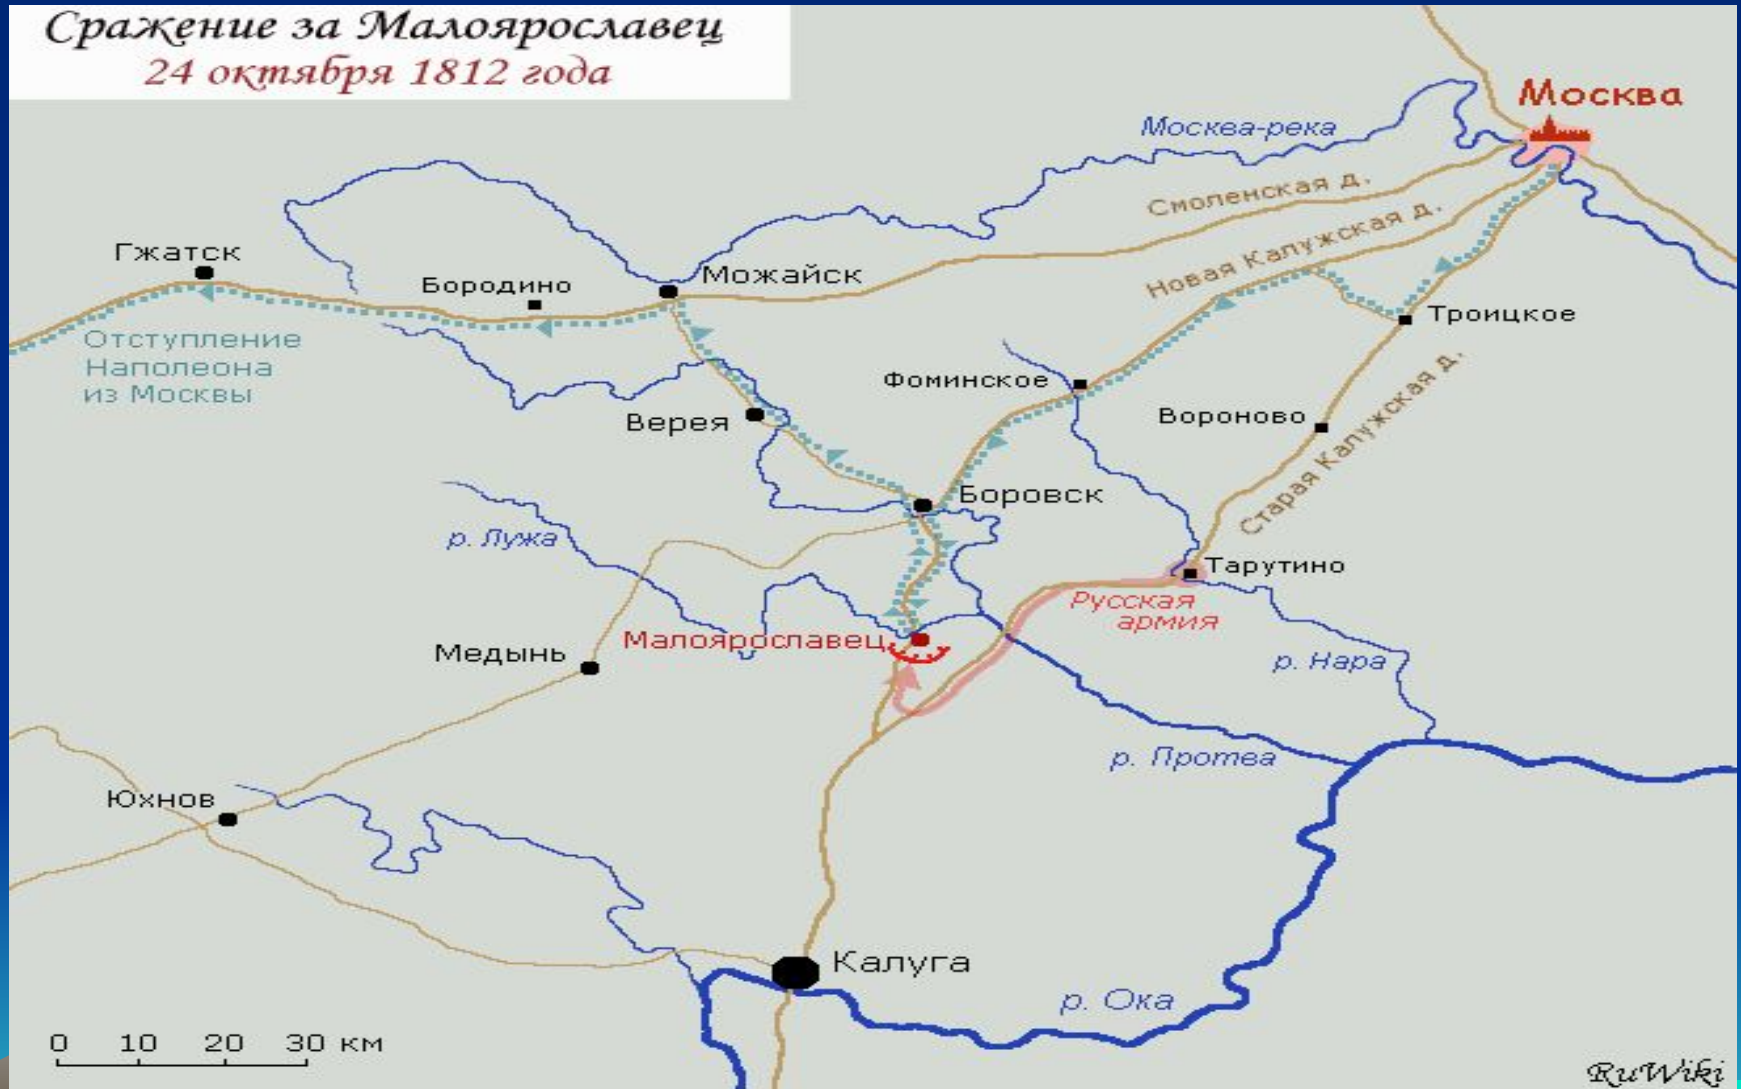 Сражение за Малоярославец
24 октября 1812 года
Москва
Москва-река
Смоленская д.
Новая Калужская д.
Гжатск
Бородино
Можайск
Троицкое
Отступление
Наполеона
из Москвы
Фоминское
Верея
Вороново
Старая Калужская д.
Боровск
р. Лужа
Тарутино
Русская
армия
Малоярославец
Медынь
р. Нара
р. Протва
Юхнов
Калуга
р. Ока
0 10 20 30 км
RuWiki